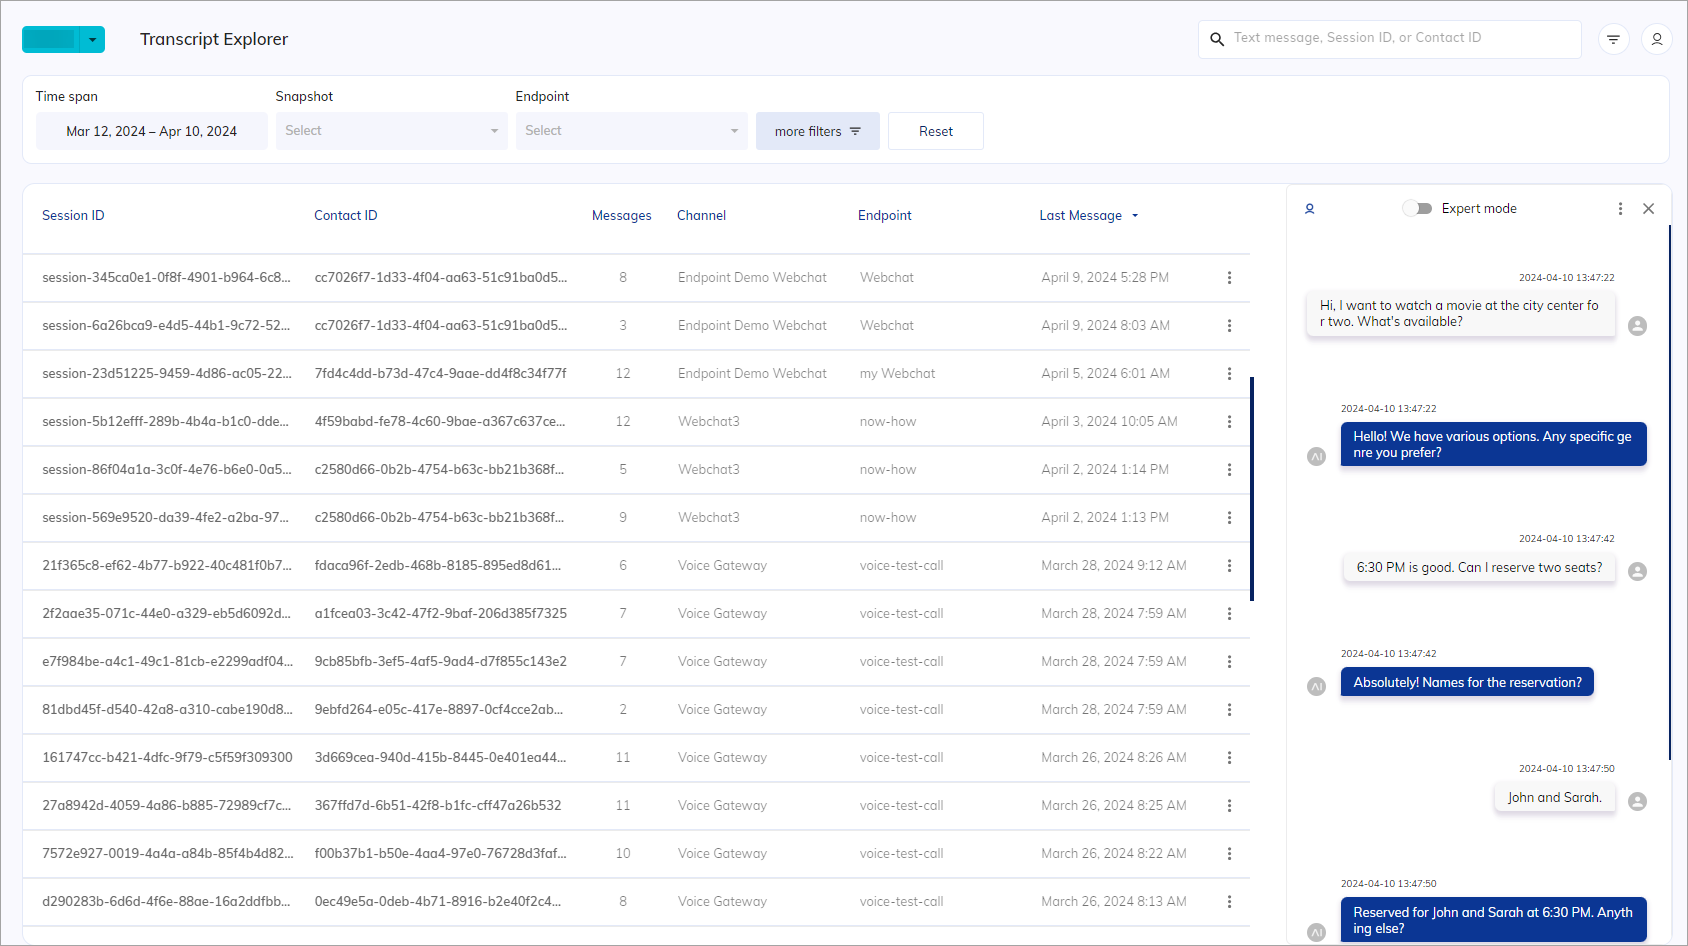 Transcript Explorer
Text message, Session ID, or Contact ID
Time span
Snapshot
Endpoint
Mar 12, 2024 – Apr 10, 2024
Select
Select
more filters
Reset
Session ID Contact ID Messages Channel Endpoint Last Message
session-345ca0e1-0f8f-4901-b964-6c8... cc7026f7-1d33-4f04-aa63-51c91ba0d5... 8 Endpoint Demo Webchat Webchat April 9, 2024 5:28 PM
session-6a26bca9-e4d5-44b1-9c72-52... cc7026f7-1d33-4f04-aa63-51c91ba0d5... 3 Endpoint Demo Webchat Webchat April 9, 2024 8:03 AM
session-23d51225-9459-4d86-ac05-22... 7fd4c4dd-b73d-47c4-9aae-dd4f8c34f77f 12 Endpoint Demo Webchat my Webchat April 5, 2024 6:01 AM
session-5b12efff-289b-4b4a-b1c0-dde... 4f59babd-fe78-4c60-9bae-a367c637ce... 12 Webchat3 now-how April 3, 2024 10:05 AM
session-86f04a1a-3c0f-4e76-b6e0-0a5... c2580d66-0b2b-4754-b63c-bb21b368f... 5 Webchat3 now-how April 2, 2024 1:14 PM
session-569e9520-da39-4fe2-a2ba-97... c2580d66-0b2b-4754-b63c-bb21b368f... 9 Webchat3 now-how April 2, 2024 1:13 PM
21f365c8-ef62-4b77-b922-40c481f0b7... fdaca96f-2edb-468b-8185-895ed8d61... 6 Voice Gateway voice-test-call March 28, 2024 9:12 AM
2f2aae35-071c-44e0-a329-eb5d6092d... a1fcea03-3c42-47f2-9baf-206d385f7325 7 Voice Gateway voice-test-call March 28, 2024 7:59 AM
e7f984be-a4c1-49c1-81cb-e2299adf04... 9cb85bfb-3ef5-4af5-9ad4-d7f855c143e2 7 Voice Gateway voice-test-call March 28, 2024 7:59 AM
81dbd45f-d540-42a8-a310-cabe190d8... 9ebfd264-e05c-417e-8897-0cf4cce2ab... 2 Voice Gateway voice-test-call March 28, 2024 7:59 AM
161747cc-b421-4dfc-9f79-c5f59f309300 3d669cea-940d-415b-8445-0e401ea44... 11 Voice Gateway voice-test-call March 26, 2024 8:26 AM
27a8942d-4059-4a86-b885-72989cf7c... 367ffd7d-6b51-42f8-b1fc-cff47a26b532 11 Voice Gateway voice-test-call March 26, 2024 8:25 AM
7572e927-0019-4a4a-a84b-85f4b4d82... f00b37b1-b50e-4aa4-97e0-76728d3faf... 10 Voice Gateway voice-test-call March 26, 2024 8:22 AM
d290283b-6d6d-4f6e-88ae-16a2ddfbb... 0ec49e5a-0deb-4b71-8916-b2e40f2c4... 8 Voice Gateway voice-test-call March 26, 2024 8:13 AM
Expert mode
2024-04-10 13:47:22
Hi, I want to watch a movie at the city center fo
r two. What's available?
2024-04-10 13:47:22
Hello! We have various options. Any specific ge
nre you prefer?
AI
2024-04-10 13:47:42
6:30 PM is good. Can I reserve two seats?
2024-04-10 13:47:42
Absolutely! Names for the reservation?
AI
2024-04-10 13:47:50
John and Sarah.
2024-04-10 13:47:50
Reserved for John and Sarah at 6:30 PM. Anyth
ing else?
AI